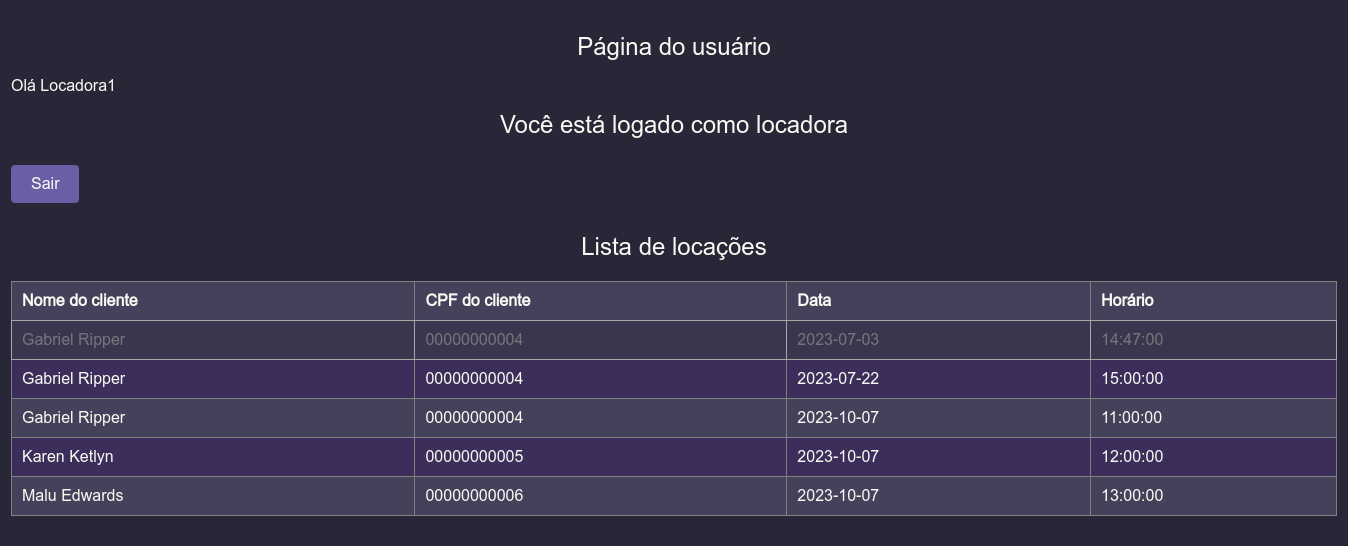 Página do usuário
Olá Locadora1
Você está logado como locadora
Sair
Lista de locações
Nome do cliente CPF do cliente Data Horário
Gabriel Ripper 00000000004 2023-07-03 14:47:00
Gabriel Ripper 00000000004 2023-07-22 15:00:00
Gabriel Ripper 00000000004 2023-10-07 11:00:00
Karen Ketlyn 00000000005 2023-10-07 12:00:00
Malu Edwards 00000000006 2023-10-07 13:00:00